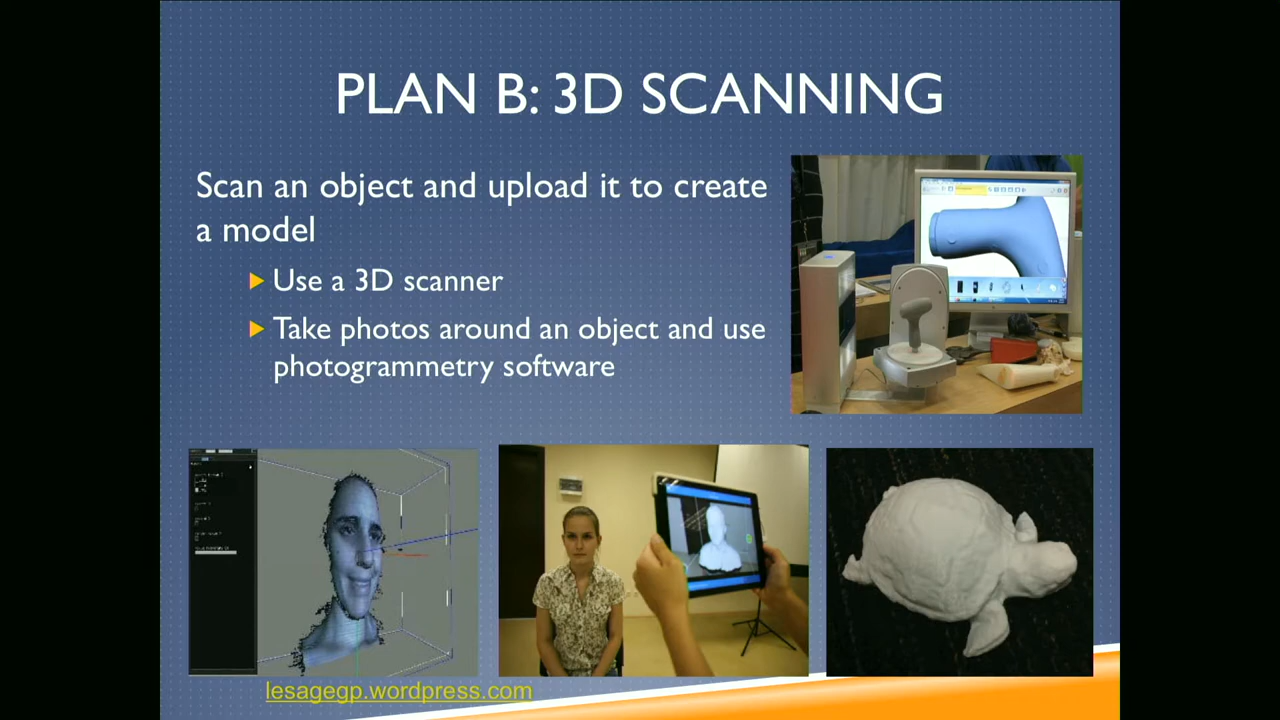 PLAN B: 3D SCANNING
Scan an object and upload it to create
a model
Use a 3D scanner
Take photos around an object and use
photogrammetry software
lesagegp.wordpress.com